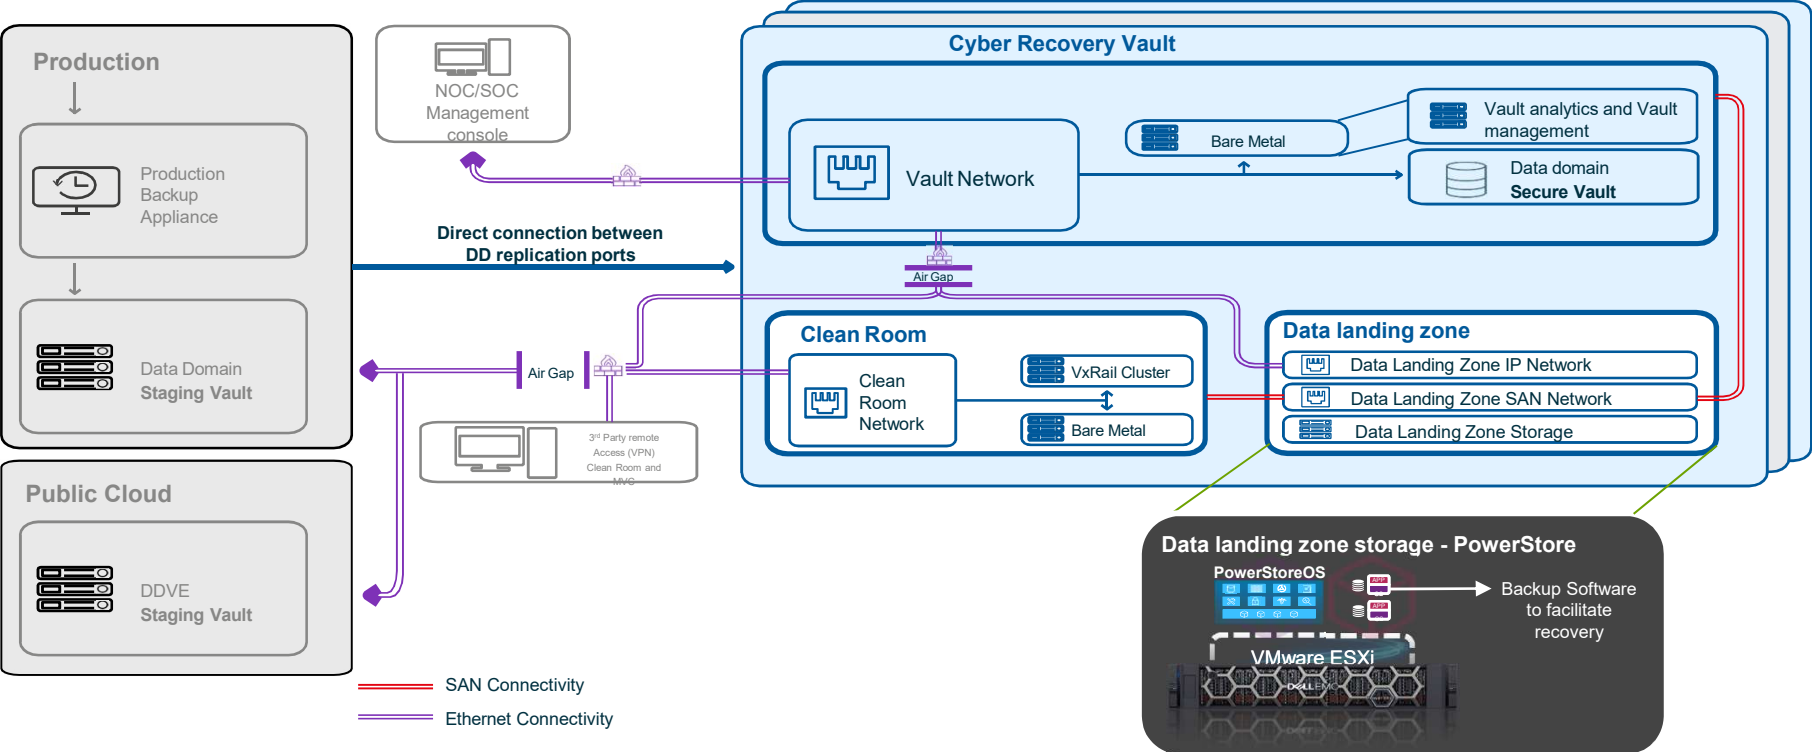 Production
Production
Backup
Appliance
Data Domain
Staging Vault
Public Cloud
DDVE
Staging Vault
NOC/SOC
Management
console
Direct connection between
DD replication ports
Air Gap
3rd Party remote
Access (VPN)
Clean Room and
MVC
SAN Connectivity
Ethernet Connectivity
Cyber Recovery Vault
Vault Network
Bare Metal
Vault analytics and Vault
management
Data domain
Secure Vault
Air Gap
Clean Room
Clean
Room
Network
VxRail Cluster
Bare Metal
Data landing zone
Data Landing Zone IP Network
Data Landing Zone SAN Network
Data Landing Zone Storage
Data landing zone storage - PowerStore
PowerStoreOS
APP
APP
Backup Software
to facilitate
recovery
VMware ESXi
DELLEMC